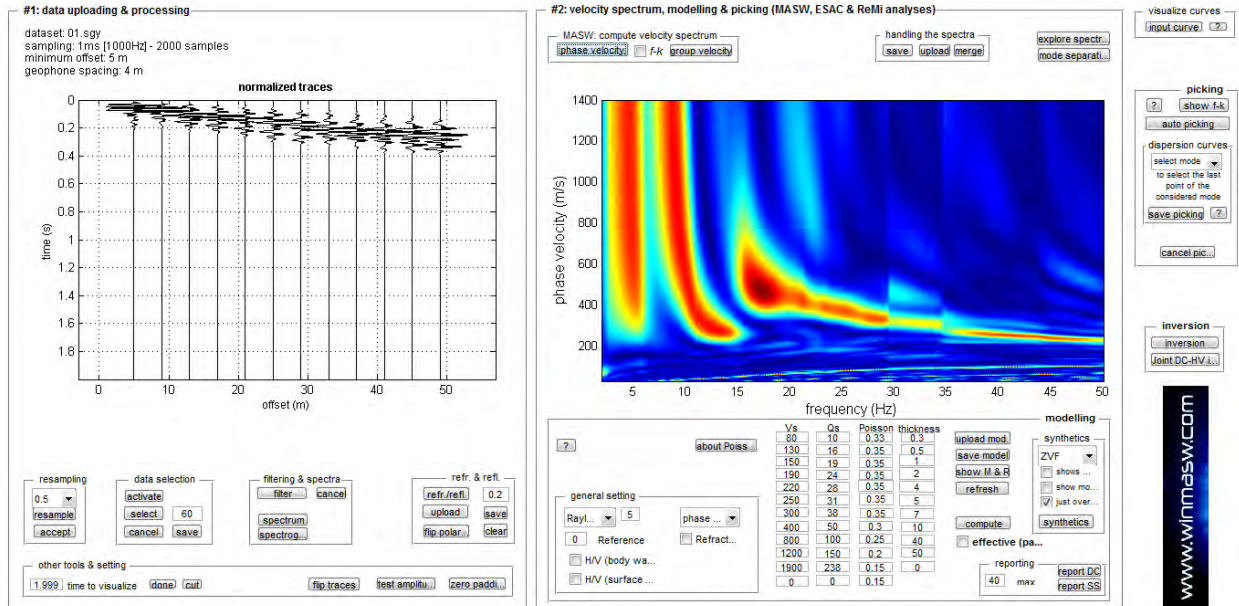 #1: data uploading & processing
dataset: 01.sgy
sampling: 1ms [1000Hz] - 2000 samples
minimum offset: 5 m
geophone spacing: 4 m
normalized traces
0
0.2
0.4
0.6
0.8
1
1.2
1.4
1.6
1.8
time (s)
0 10 20 30 40 50
offset (m)
resampling
0.5
resample
accept
data selection
activate
select 60
cancel save
filtering & spectra
filter cancel
spectrum
spectrog...
refr. & refl.
refr./refl. 0.2
upload save
flip polar... clear
other tools & setting
1.999 time to visualize done cut flip traces test amplitu... zero paddi...
#2: velocity spectrum, modelling & picking (MASW, ESAC & ReMi analyses)
MASW: compute velocity spectrum
phase velocity f-k group velocity
handling the spectra
save upload merge
explore spectr...
mode separati...
1400
1200
1000
800
600
400
200
phase velocity (m/s)
5 10 15 20 25 30 35 40 45 50
frequency (Hz)
modelling
? about Poiss...
general setting
Rayl... 5 phase ...
0 Reference Refract...
H/V (body wa...
H/V (surface ...
Vs Qs Poisson thickness
80 10 0.33 0.3
130 16 0.35 0.5
150 19 0.35 1
190 24 0.35 2
220 28 0.35 4
250 31 0.35 5
300 38 0.35 7
400 50 0.3 10
800 100 0.25 40
1200 150 0.2 50
1900 238 0.15 0
0 0 0.15
upload mod.
save model
show M & R
refresh
compute
effective (pa...
synthetics
ZVF
shows ...
show mo...
just over...
synthetics
reporting
40 max
report DC
report SS
visualize curves
input curve ?
picking
? show f-k
auto picking
dispersion curves
select mode
to select the last
point of the
considered mode
save picking ?
cancel pic...
inversion
inversion
Joint DC-HV i...
www.winmasw.com